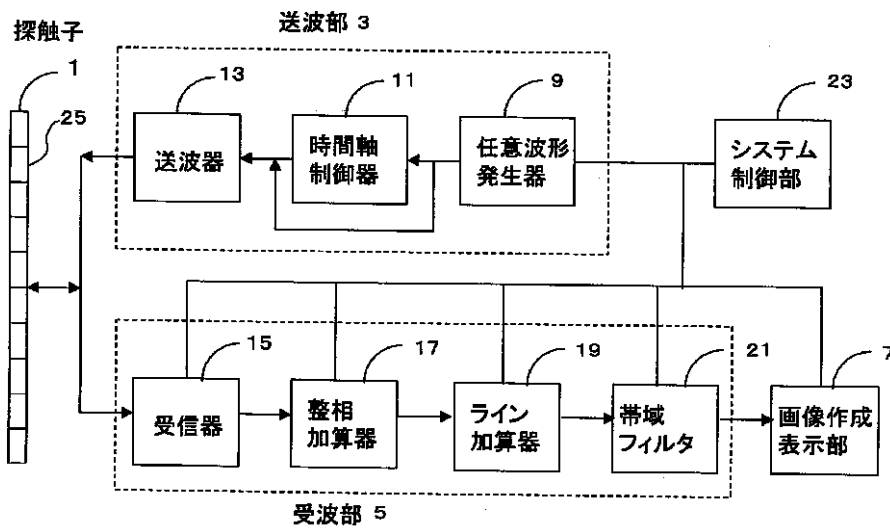 送波部 3
探触子
1
25
13
送波器
11
時間軸
制御器
9
任意波形
発生器
23
システム
制御部
15
受信器
17
整相
加算器
19
ライン
加算器
21
帯域
フィルタ
7
画像作成
表示部
受波部 5